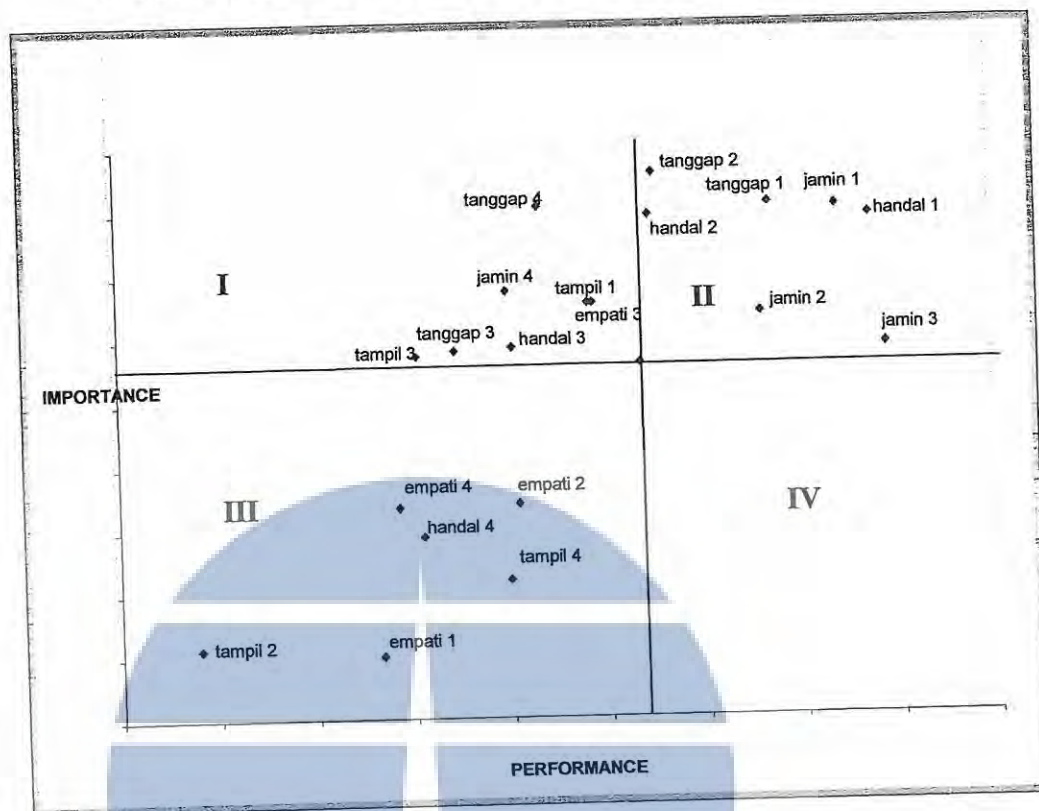 tanggap 2
tanggap 1
jamin 1
tanggap 4
handal 1
handal 2
I
jamin 4
tampil 1
II
jamin 2
empati 3
tanggap 3
handal 3
jamin 3
tampil 3
IMPORTANCE
empati 4
empati 2
III
IV
handal 4
tampil 4
tampil 2
empati 1
PERFORMANCE